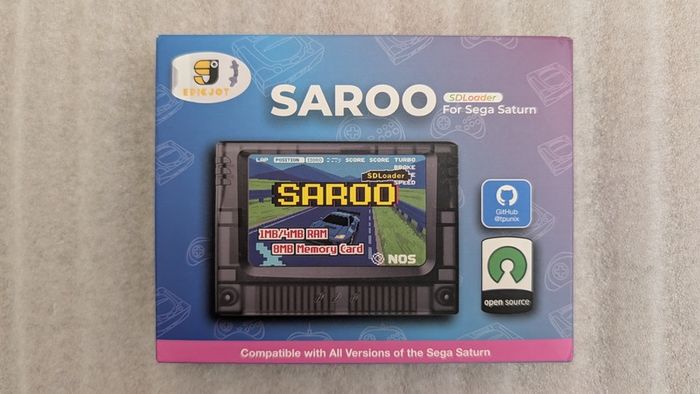 EPICJOY
SAROO
SDLoader
For Sega Saturn
LAP POSITION SCORE SCORE TURBO
BRAKE
SPEED
SDLoader
SAROO
1MB/4MB RAM
8MB Memory Card
NOS
GitHub
@tpunix
open source
Compatible with All Versions of the Sega Saturn